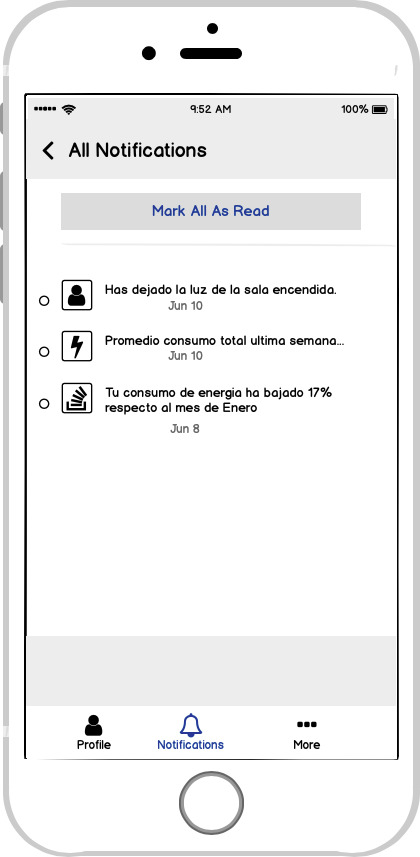 9:52 AM 100%
All Notifications
Mark All As Read
Has dejado la luz de la sala encendida.
Jun 10
Promedio consumo total ultima semana...
Jun 10
Tu consumo de energia ha bajado 17%
respecto al mes de Enero
Jun 8
Profile Notifications More